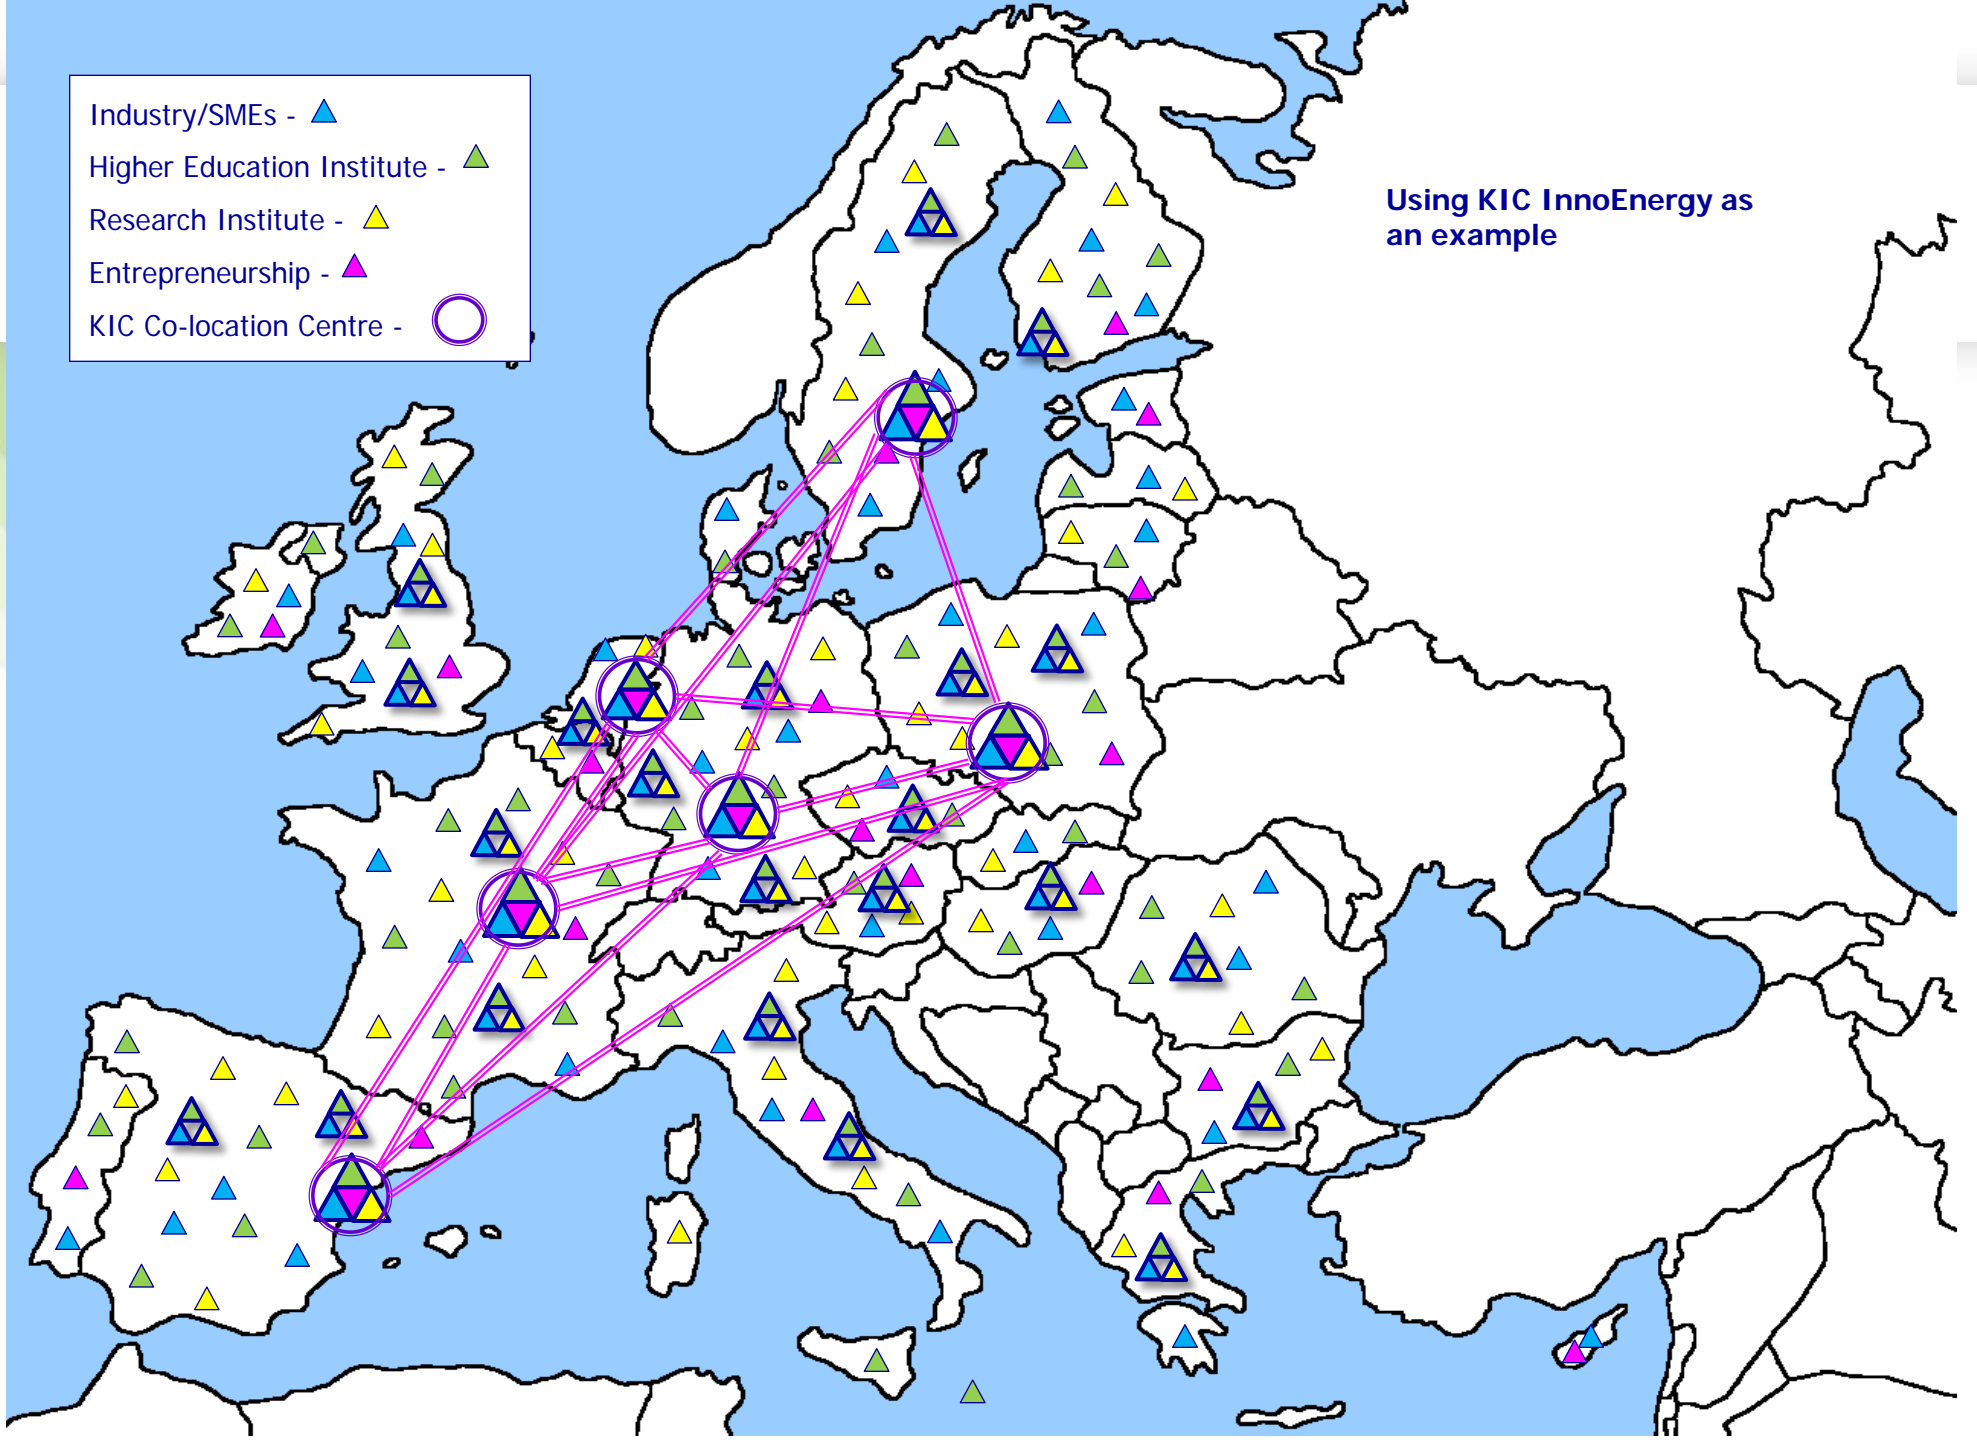 Industry/SMEs -
Higher Education Institute -
Research Institute -
Entrepreneurship -
KIC Co-location Centre -
Using KIC InnoEnergy as
an example